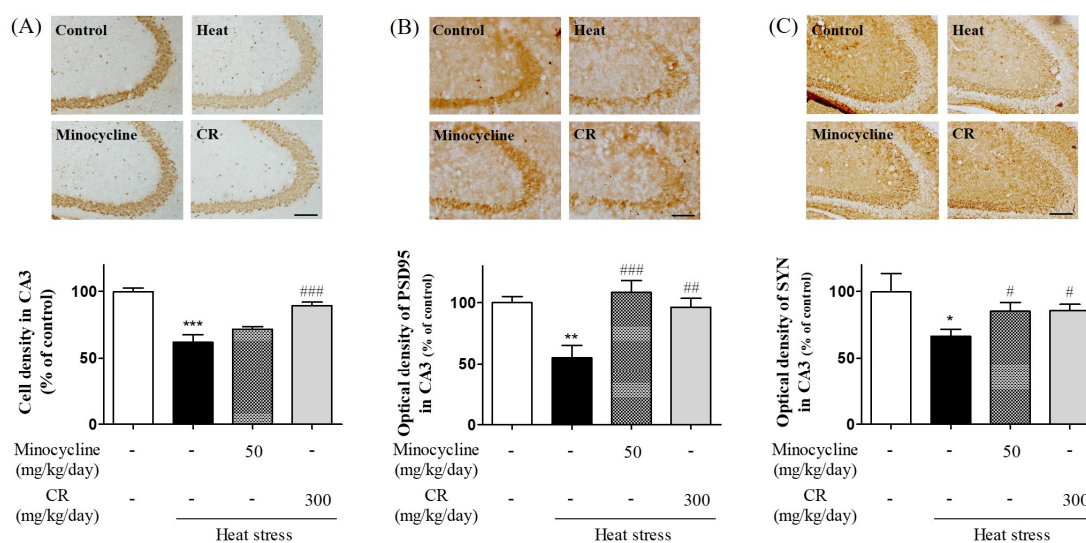 (A)
Control
Heat
Minocycline
CR
Cell density in CA3
(% of control)
100
50
0
***
###
Minocycline
(mg/kg/day)
- - 50 -
CR
(mg/kg/day)
- - - 300
Heat stress
(B)
Control
Heat
Minocycline
CR
Optical density of PSD95
in CA3 (% of control)
100
50
0
**
###
##
Minocycline
(mg/kg/day)
- - 50 -
CR
(mg/kg/day)
- - - 300
Heat stress
(C)
Control
Heat
Minocycline
CR
Optical density of SYN
in CA3 (% of control)
100
50
0
*
#
#
Minocycline
(mg/kg/day)
- - 50 -
CR
(mg/kg/day)
- - - 300
Heat stress